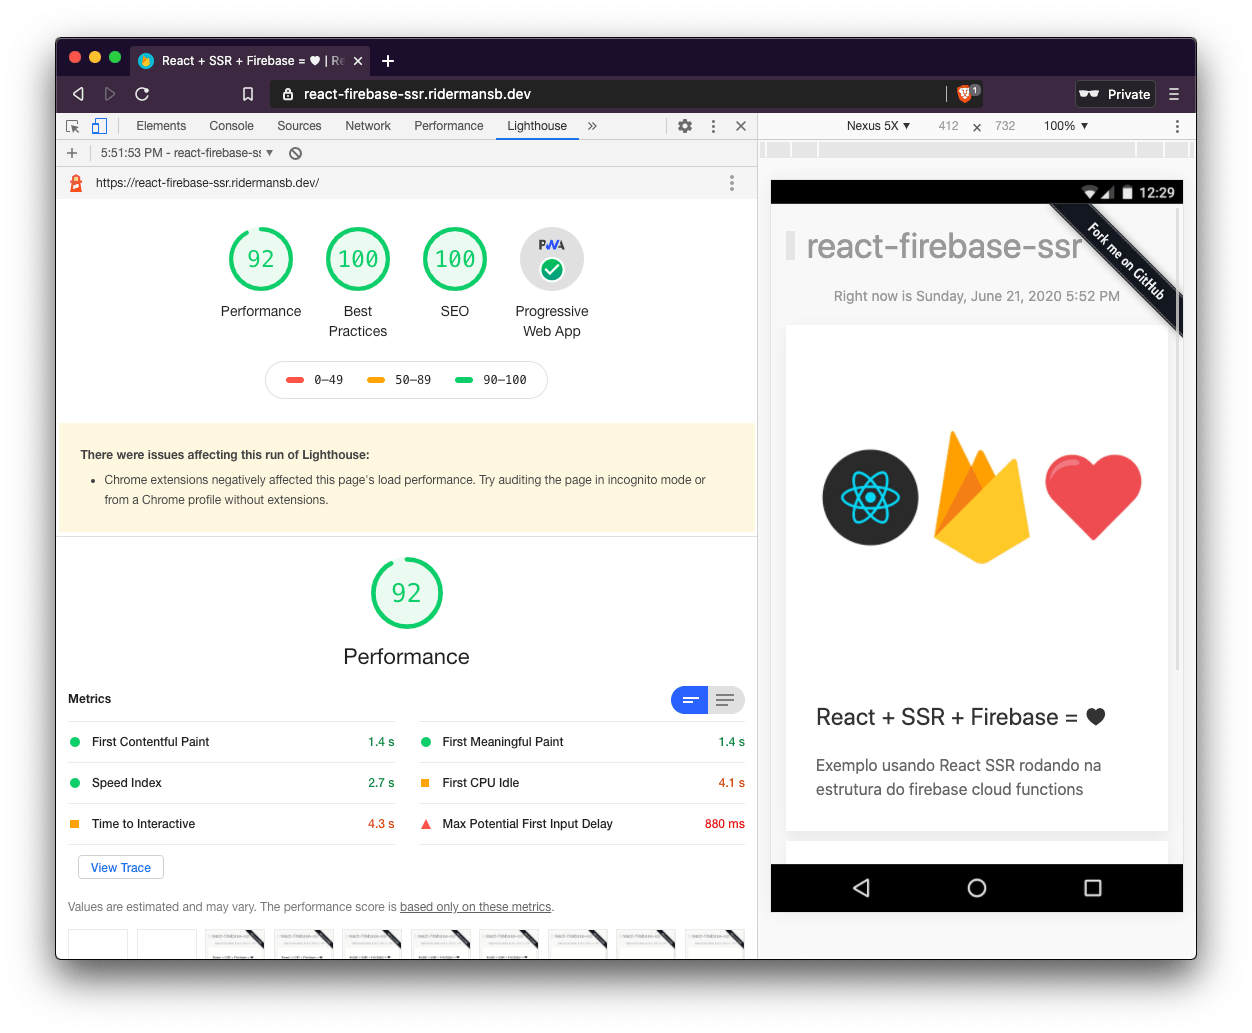 React + SSR + Firebase = 🖤 | Re
react-firebase-ssr.ridermansb.dev
1
Private
Elements Console Sources Network Performance Lighthouse »
Nexus 5X ▼ 412 × 732 100% ▼
5:51:53 PM - react-firebase-s ▼
https://react-firebase-ssr.ridermansb.dev/
92 100 100 PWA
Performance
Best
Practices
SEO
Progressive
Web App
0–49 50–89 90–100
There were issues affecting this run of Lighthouse:
• Chrome extensions negatively affected this page's load performance. Try auditing the page in incognito mode or
from a Chrome profile without extensions.
92
Performance
Metrics
First Contentful Paint 1.4 s
First Meaningful Paint 1.4 s
Speed Index 2.7 s
First CPU Idle 4.1 s
Time to Interactive 4.3 s
Max Potential First Input Delay 880 ms
View Trace
Values are estimated and may vary. The performance score is based only on these metrics.
12:29
react-firebase-ssr
Fork me on GitHub
Right now is Sunday, June 21, 2020 5:52 PM
React + SSR + Firebase = 🖤
Exemplo usando React SSR rodando na
estrutura do firebase cloud functions